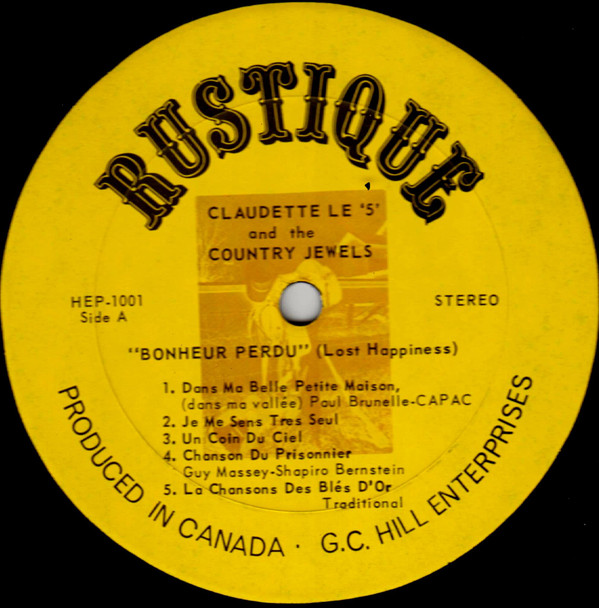 RUSTIQUE
CLAUDETTE LE '5'
and the
COUNTRY JEWELS
HEP-1001
Side A
STEREO
"BONHEUR PERDU" (Lost Happiness)
1. Dans Ma Belle Petite Maison,
(dans ma vallée) Paul Brunelle-CAPAC
2. Je Me Sens Tres Seul
3. Un Coin Du Ciel
4. Chanson Du Prisonnier
Guy Massey-Shapiro Bernstein
5. La Chansons Des Blés D'Or
Traditional
PRODUCED IN CANADA · G.C. HILL ENTERPRISES